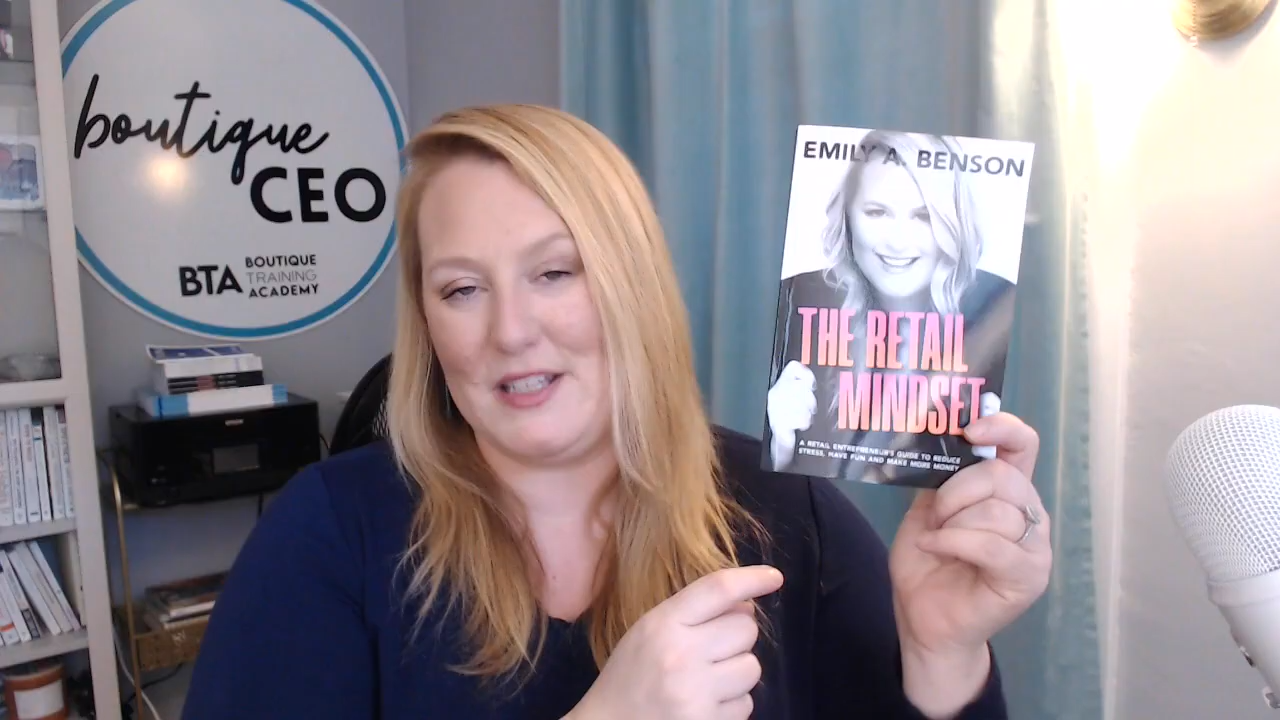 boutique
CEO
BTA
BOUTIQUE
TRAINING
ACADEMY
EMILY A. BENSON
THE RETAIL
MINDSET
A RETAIL ENTREPRENEUR'S GUIDE TO REDUCE
STRESS, HAVE FUN AND MAKE MORE MONEY
EPSON